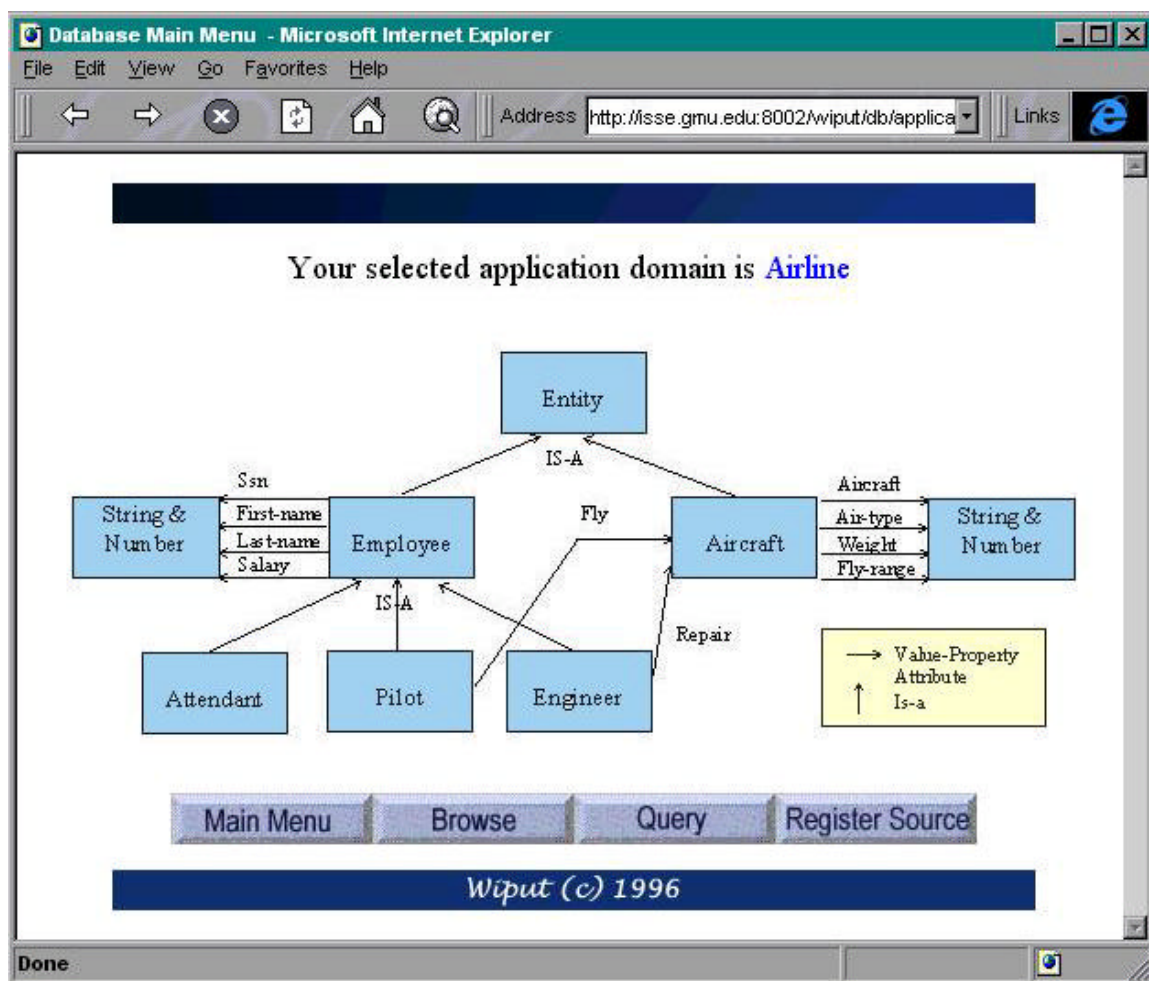 Database Main Menu - Microsoft Internet Explorer
File Edit View Go Favorites Help
Address http://isse.gmu.edu:8002/wiput/db/applica Links
Your selected application domain is Airline
Entity
IS-A
Ssn
First-name
Last-name
Salary
String &
Number
Employee
Fly
Aircraft
Aircraft
Air-type
Weight
Fly-range
String &
Number
IS-A
Repair
Attendant
Pilot
Engineer
Value-Property
Attribute
Is-a
Main Menu Browse Query Register Source
Wiput (c) 1996
Done